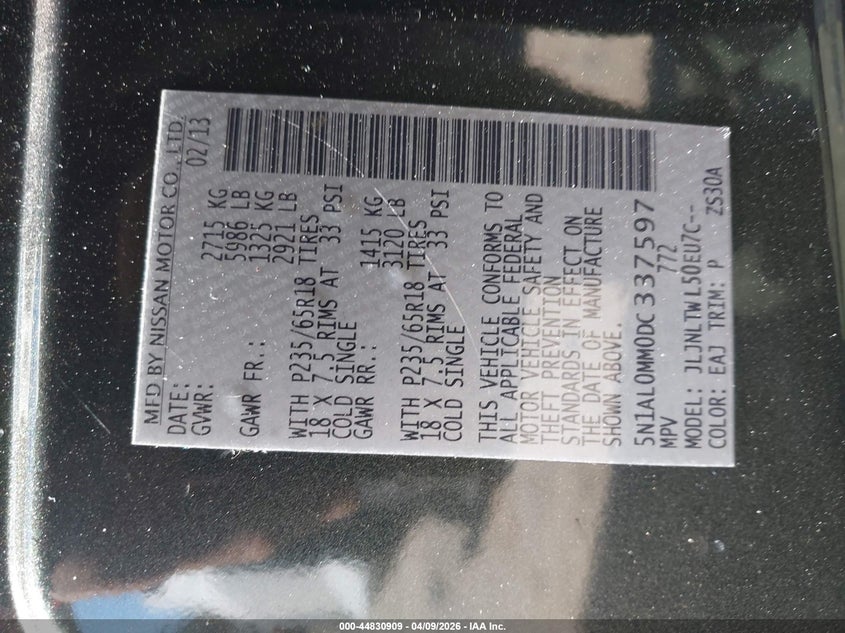 MFD BY NISSAN MOTOR CO., LTD.
DATE: 02/13
GVWR: 2715 KG
5986 LB
GAWR FR.: 1325 KG
2921 LB
WITH P235/65R18 TIRES
18 X 7.5 RIMS AT 33 PSI
COLD SINGLE
GAWR RR.: 1415 KG
3120 LB
WITH P235/65R18 TIRES
18 X 7.5 RIMS AT 33 PSI
COLD SINGLE
THIS VEHICLE CONFORMS TO
ALL APPLICABLE FEDERAL
MOTOR VEHICLE SAFETY AND
THEFT PREVENTION
STANDARDS IN EFFECT ON
THE DATE OF MANUFACTURE
SHOWN ABOVE.
5N1AL0MM0DC337597
MPV 772
MODEL: JLJNLTWL50EU7C--
COLOR: EAJ TRIM: P ZS30A
000-44830909 - 04/09/2026 - IAA Inc.